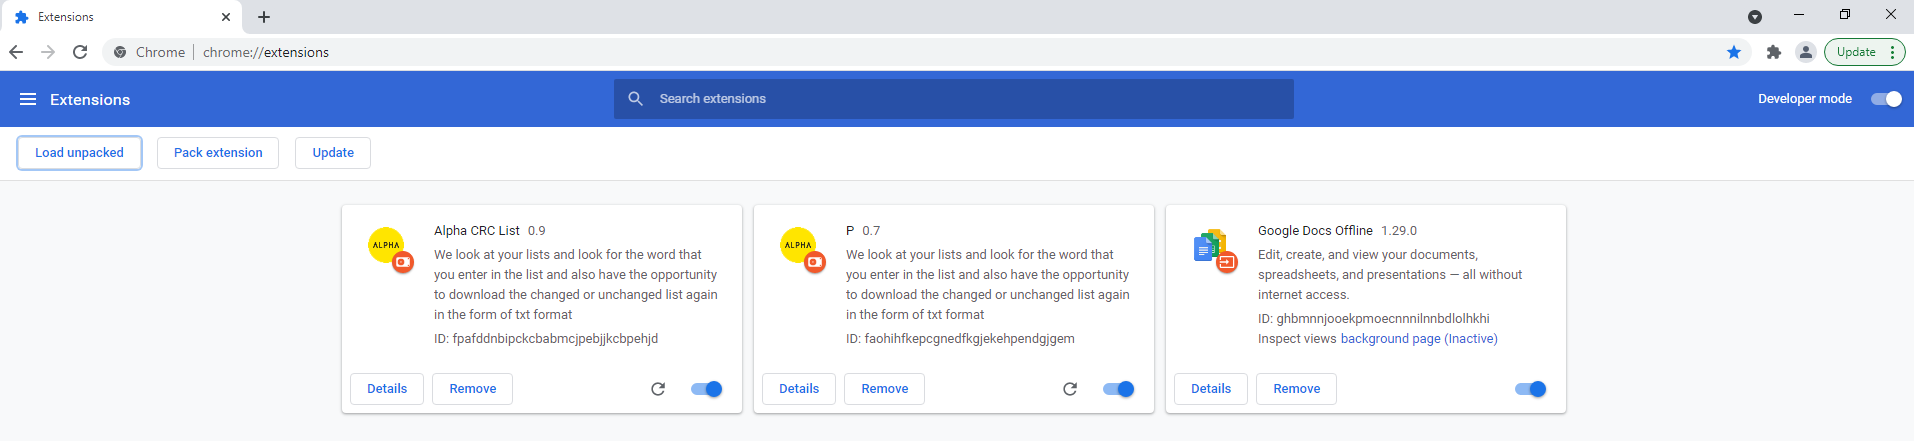 Extensions
Chrome chrome://extensions
Update
Extensions
Search extensions
Developer mode
Load unpacked
Pack extension
Update
ALPHA
Alpha CRC List 0.9
We look at your lists and look for the word that
you enter in the list and also have the opportunity
to download the changed or unchanged list again
in the form of txt format
ID: fpafddnbipckcbabmcjpebjjkcbpehjd
Details
Remove
ALPHA
P 0.7
We look at your lists and look for the word that
you enter in the list and also have the opportunity
to download the changed or unchanged list again
in the form of txt format
ID: faohihfkepcgnedfkgjekehpendgjgem
Details
Remove
Google Docs Offline 1.29.0
Edit, create, and view your documents,
spreadsheets, and presentations — all without
internet access.
ID: ghbmnnjooekpmoecnnnilnnbdlolhkhi
Inspect views background page (Inactive)
Details
Remove